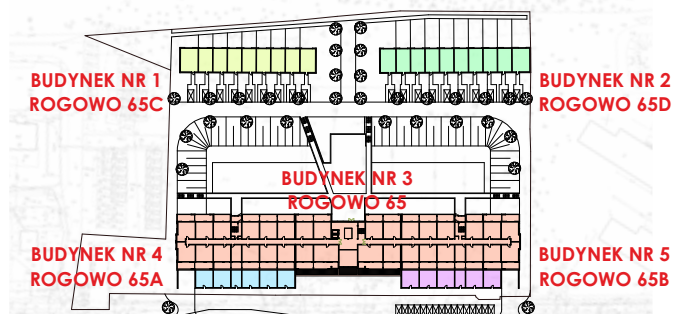 BUDYNEK NR 1
ROGOWO 65C
BUDYNEK NR 2
ROGOWO 65D
BUDYNEK NR 3
ROGOWO 65
BUDYNEK NR 4
ROGOWO 65A
BUDYNEK NR 5
ROGOWO 65B